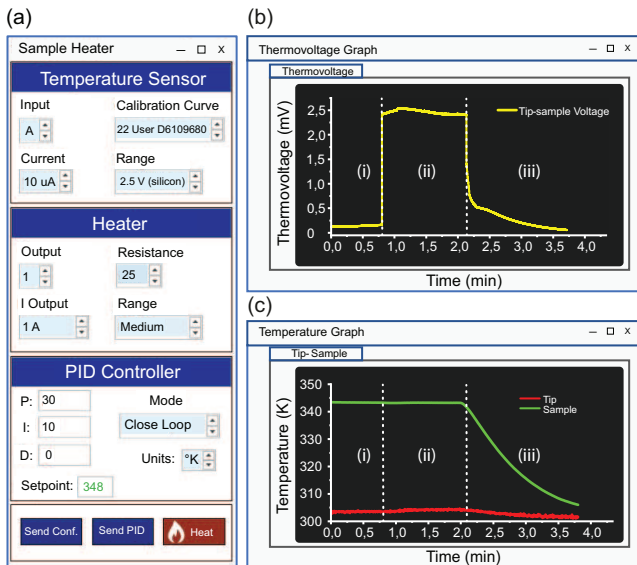 (a)
Sample Heater
Temperature Sensor
Input Calibration Curve
A 22 User D6109680
Current Range
10 uA 2.5 V (silicon)
Heater
Output Resistance
1 25
I Output Range
1 A Medium
PID Controller
P: 30 Mode
I: 10 Close Loop
D: 0 Units: °K
Setpoint: 348
Send Conf. Send PID Heat
(b)
Thermovoltage Graph
Thermovoltage
Thermovoltage (mV)
2,5
2,0
1,5
1,0
0,5
0
Tip-sample Voltage
(i) (ii) (iii)
0,0 0,5 1,0 1,5 2,0 2,5 3,0 3,5 4,0
Time (min)
(c)
Temperature Graph
Tip- Sample
Temperature (K)
350
340
320
310
300
Tip
Sample
(i) (ii) (iii)
0,0 0,5 1,0 1,5 2,0 2,5 3,0 3,5 4,0
Time (min)